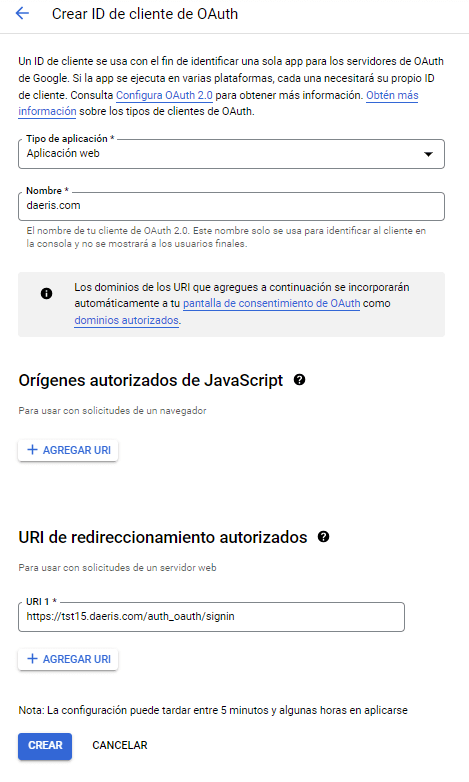 Crear ID de cliente de OAuth
Un ID de cliente se usa con el fin de identificar una sola app para los servidores de OAuth
de Google. Si la app se ejecuta en varias plataformas, cada una necesitará su propio ID
de cliente. Consulta Configura OAuth 2.0 para obtener más información. Obtén más
información sobre los tipos de clientes de OAuth.
Tipo de aplicación *
Aplicación web
Nombre *
daeris.com
El nombre de tu cliente de OAuth 2.0. Este nombre solo se usa para identificar al cliente en
la consola y no se mostrará a los usuarios finales.
Los dominios de los URI que agregues a continuación se incorporarán
automáticamente a tu pantalla de consentimiento de OAuth como
dominios autorizados.
Orígenes autorizados de JavaScript
Para usar con solicitudes de un navegador
+ AGREGAR URI
URI de redireccionamiento autorizados
Para usar con solicitudes de un servidor web
URI 1 *
https://tst15.daeris.com/auth_oauth/signin
+ AGREGAR URI
Nota: La configuración puede tardar entre 5 minutos y algunas horas en aplicarse
CREAR CANCELAR